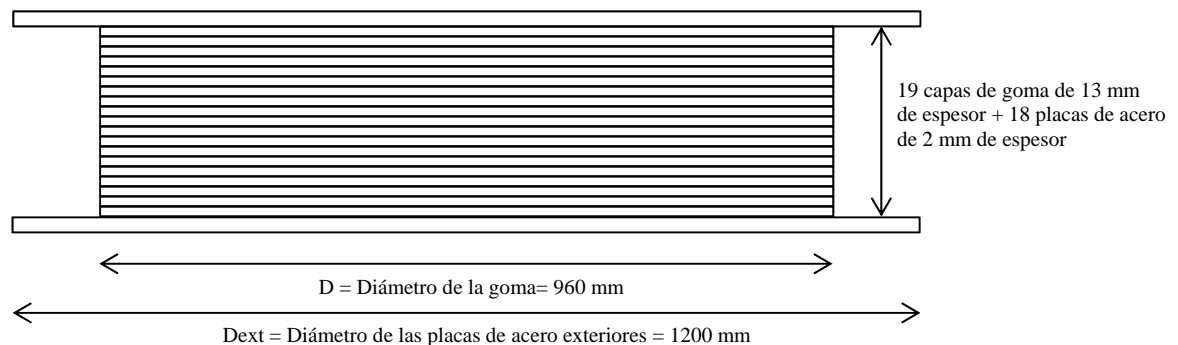 19 capas de goma de 13 mm
de espesor + 18 placas de acero
de 2 mm de espesor
D = Diámetro de la goma= 960 mm
Dext = Diámetro de las placas de acero exteriores = 1200 mm